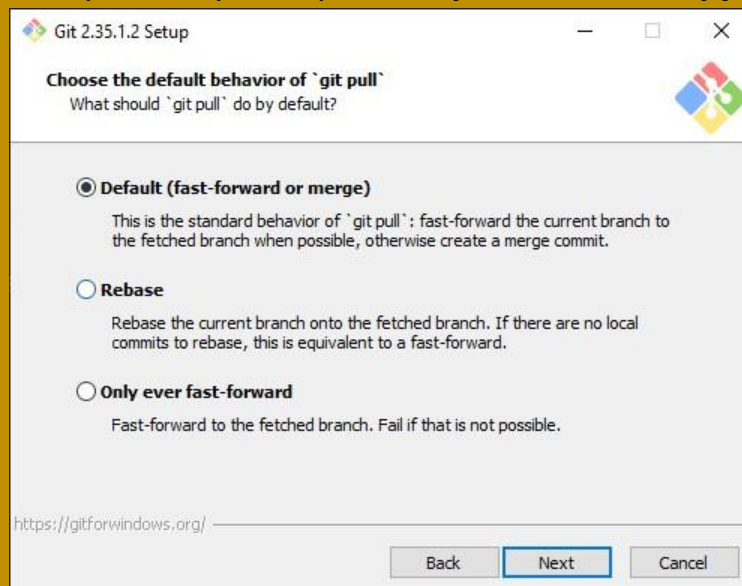 Git 2.35.1.2 Setup
Choose the default behavior of `git pull`
What should `git pull` do by default?
Default (fast-forward or merge)
This is the standard behavior of `git pull`: fast-forward the current branch to
the fetched branch when possible, otherwise create a merge commit.
Rebase
Rebase the current branch onto the fetched branch. If there are no local
commits to rebase, this is equivalent to a fast-forward.
Only ever fast-forward
Fast-forward to the fetched branch. Fail if that is not possible.
https://gitforwindows.org/
Back Next Cancel